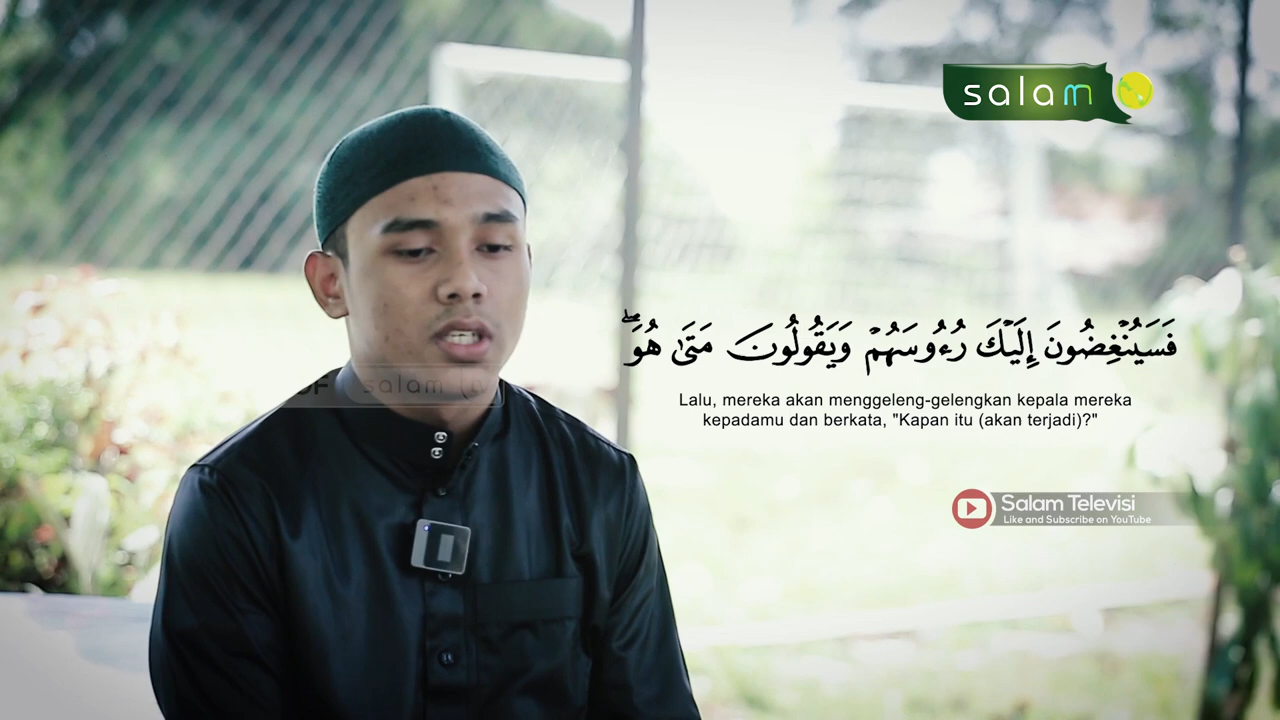 salam
فَسَيُنْغِضُونَ إِلَيْكَ رُءُوسَهُمْ وَيَقُولُونَ مَتَىٰ هُوَۖ
Lalu, mereka akan menggeleng-gelengkan kepala mereka
kepadamu dan berkata, "Kapan itu (akan terjadi)?"
salam
Salam Televisi
Like and Subscribe on YouTube